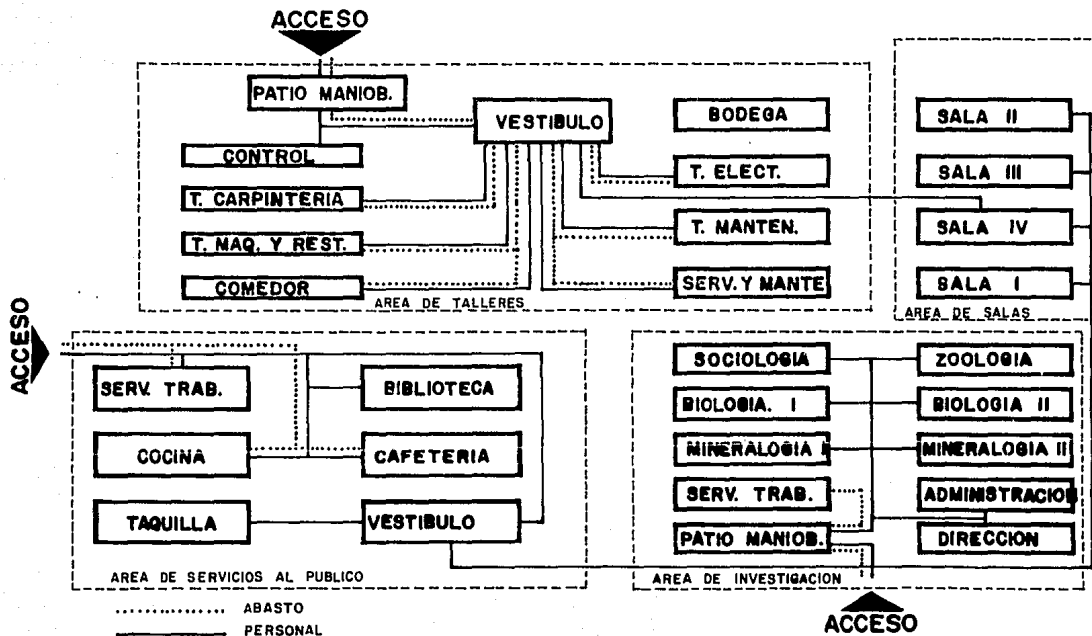 ACCESO
PATIO MANIOB.
VESTIBULO
BODEGA
CONTROL
T. ELECT.
T. CARPINTERIA
T. MAQ. Y REST.
T. MANTEN.
COMEDOR
SERV. Y MANTE
AREA DE TALLERES
SALA II
SALA III
SALA IV
SALA I
AREA DE SALAS
ACCESO
SERV. TRAB.
BIBLIOTECA
COCINA
CAFETERIA
TAQUILLA
VESTIBULO
AREA DE SERVICIOS AL PUBLICO
SOCIOLOGIA
ZOOLOGIA
BIOLOGIA. I
BIOLOGIA II
MINERALOGIA I
MINERALOGIA II
SERV. TRAB.
ADMINISTRACION
PATIO MANIOB.
DIRECCION
AREA DE INVESTIGACION
ACCESO
ABASTO
PERSONAL